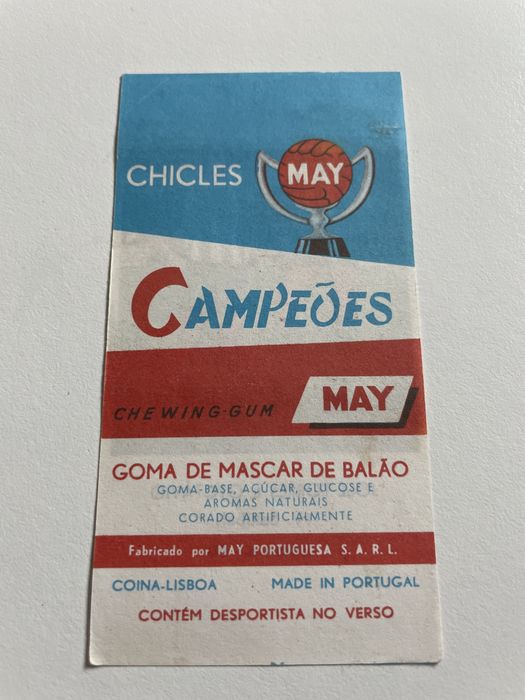 CHICLES
MAY
CAMPEÕES
CHEWING-GUM
MAY
GOMA DE MASCAR DE BALÃO
GOMA-BASE, AÇÚCAR, GLUCOSE E
AROMAS NATURAIS
CORADO ARTIFICIALMENTE
Fabricado por MAY PORTUGUESA S. A. R. L.
COINA-LISBOA . MADE IN PORTUGAL
CONTÉM DESPORTISTA NO VERSO